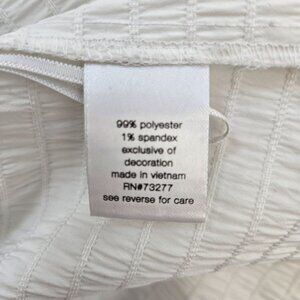 99% polyester
1% spandex
exclusive of
decoration
made in vietnam
RN#73277
see reverse for care